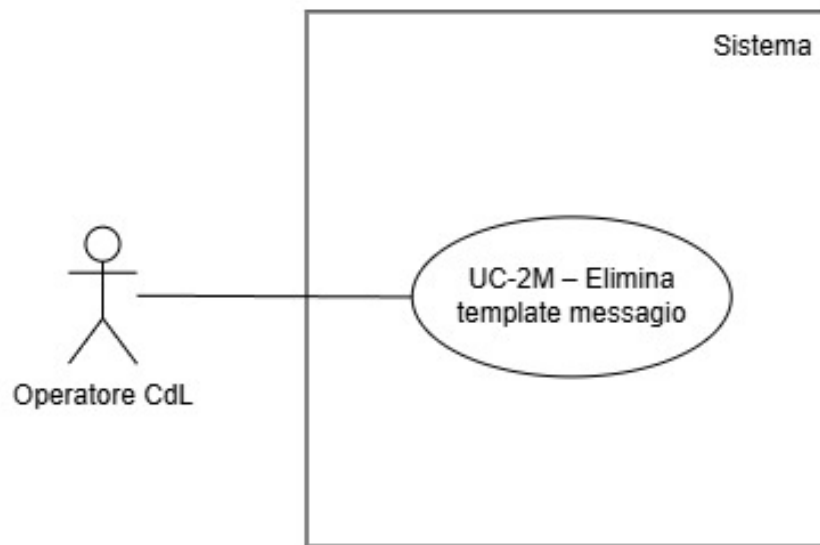 Sistema
UC-2M – Elimina
template messagio
Operatore CdL